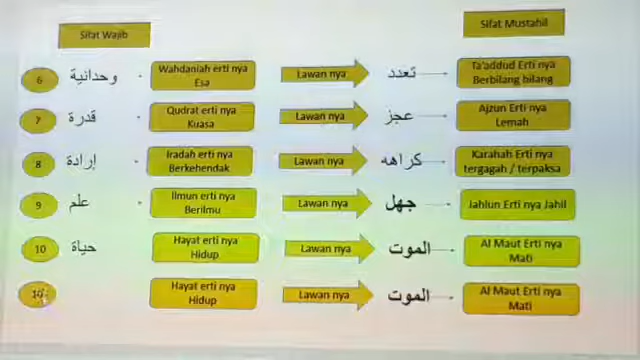 Sifat Wajib
Sifat Mustahil
6 وحدانية - Wahdaniah erti nya Esa Lawan nya تعدد Ta'addud Erti nya Berbilang bilang
7 قدرة - Qudrat erti nya Kuasa Lawan nya عجز Ajzun Erti nya Lemah
8 إرادة - Iradah erti nya Berkehendak Lawan nya كراهه Karahah Erti nya tergagah / terpaksa
9 علم - Ilmun erti nya Berilmu Lawan nya جهل Jahlun Erti nya Jahil
10 حياة Hayat erti nya Hidup Lawan nya الموت Al Maut Erti nya Mati
Hayat erti nya Hidup Lawan nya الموت Al Maut Erti nya Mati